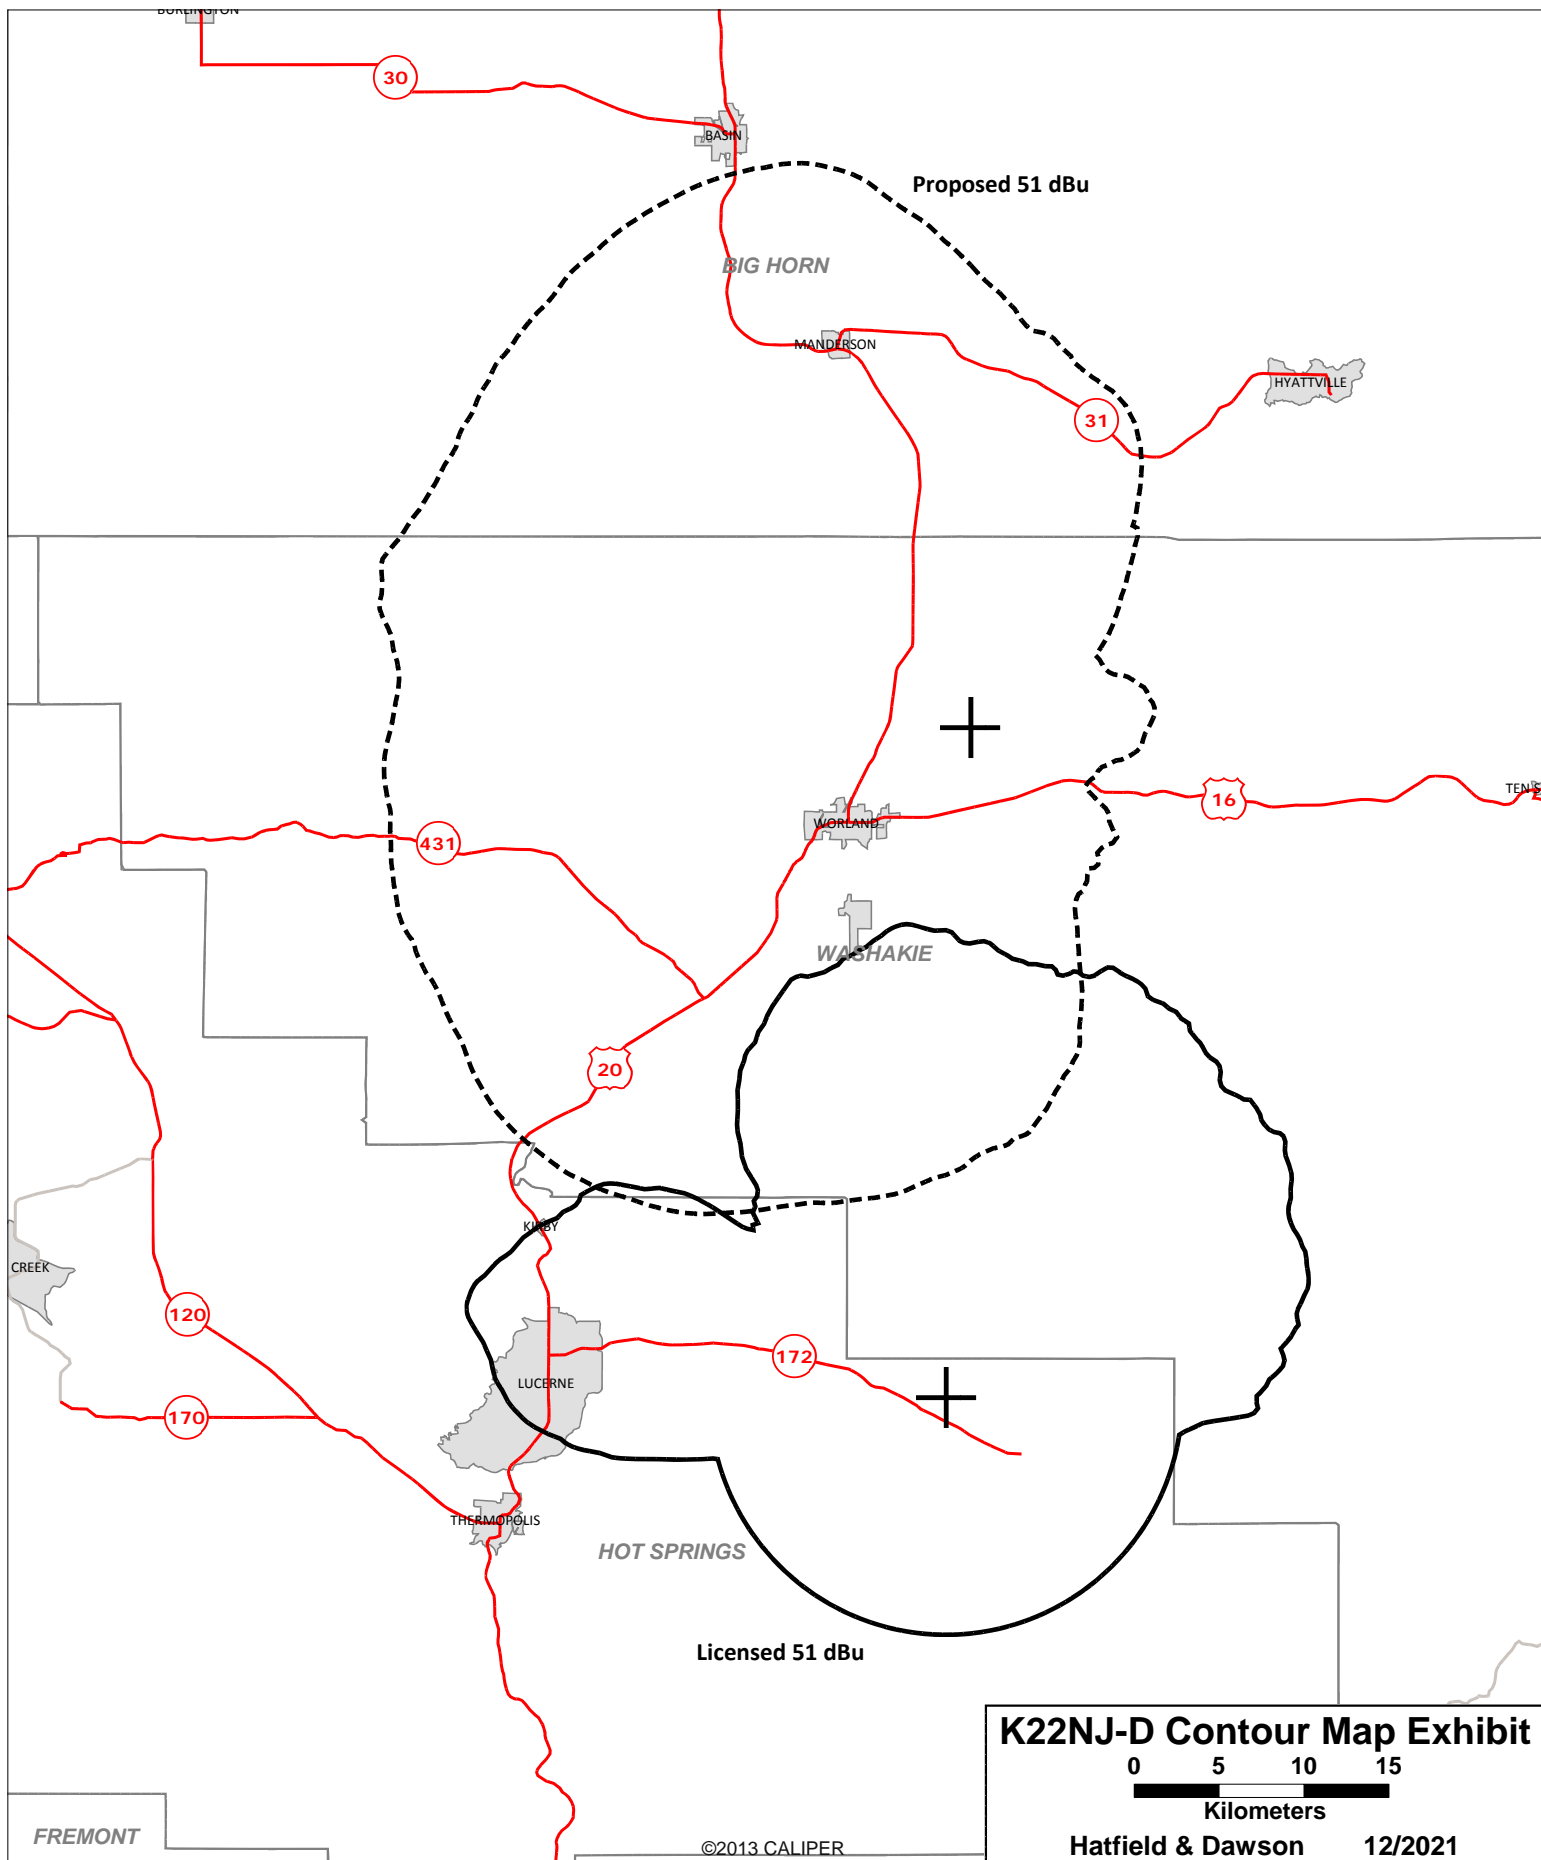 BURLINGTON
30
BASIN
Proposed 51 dBu
BIG HORN
MANDERSON
HYATTVILLE
31
TEN S
16
WORLAND
431
WASHAKIE
20
KIRBY
CREEK
120
172
LUCERNE
170
THERMOPOLIS
HOT SPRINGS
Licensed 51 dBu
K22NJ-D Contour Map Exhibit
0 5 10 15
Kilometers
Hatfield & Dawson 12/2021
FREMONT
©2013 CALIPER